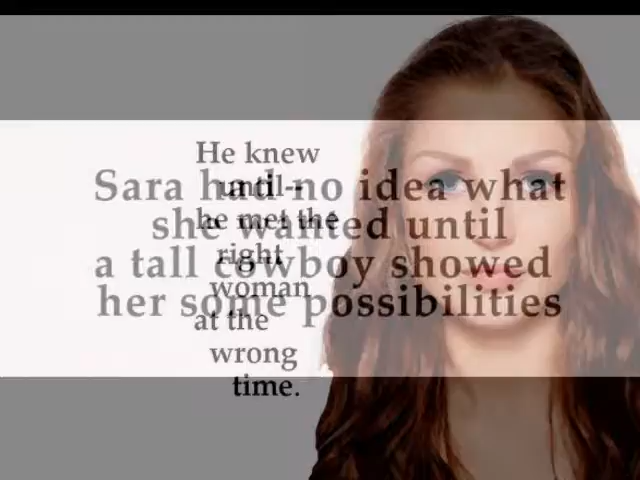 He knew
until--
he met the
right
woman
at the
wrong
time.
Sara had no idea what
she wanted until
a tall cowboy showed
her some possibilities